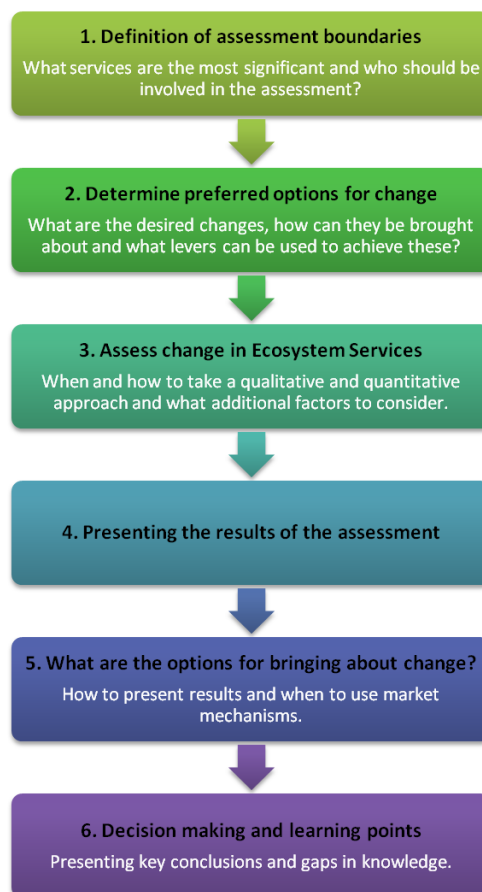 1. Definition of assessment boundaries
What services are the most significant and who should be
involved in the assessment?
2. Determine preferred options for change
What are the desired changes, how can they be brought
about and what levers can be used to achieve these?
3. Assess change in Ecosystem Services
When and how to take a qualitative and quantitative
approach and what additional factors to consider.
4. Presenting the results of the assessment
5. What are the options for bringing about change?
How to present results and when to use market
mechanisms.
6. Decision making and learning points
Presenting key conclusions and gaps in knowledge.